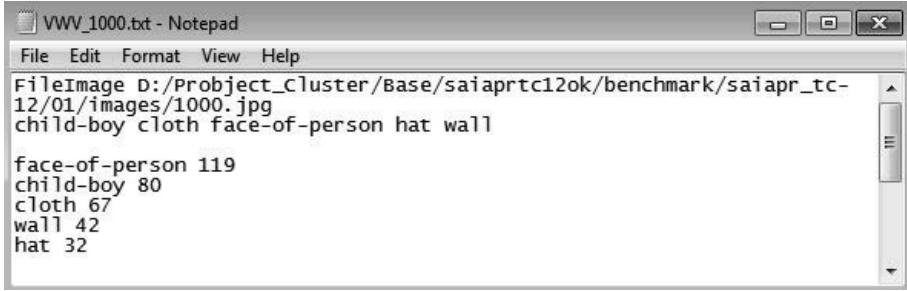 VWV_1000.txt - Notepad
File Edit Format View Help
FileImage D:/Probject_Cluster/Base/saiaprtc12ok/benchmark/saiapr_tc-
12/01/images/1000.jpg
child-boy cloth face-of-person hat wall
face-of-person 119
child-boy 80
cloth 67
wall 42
hat 32